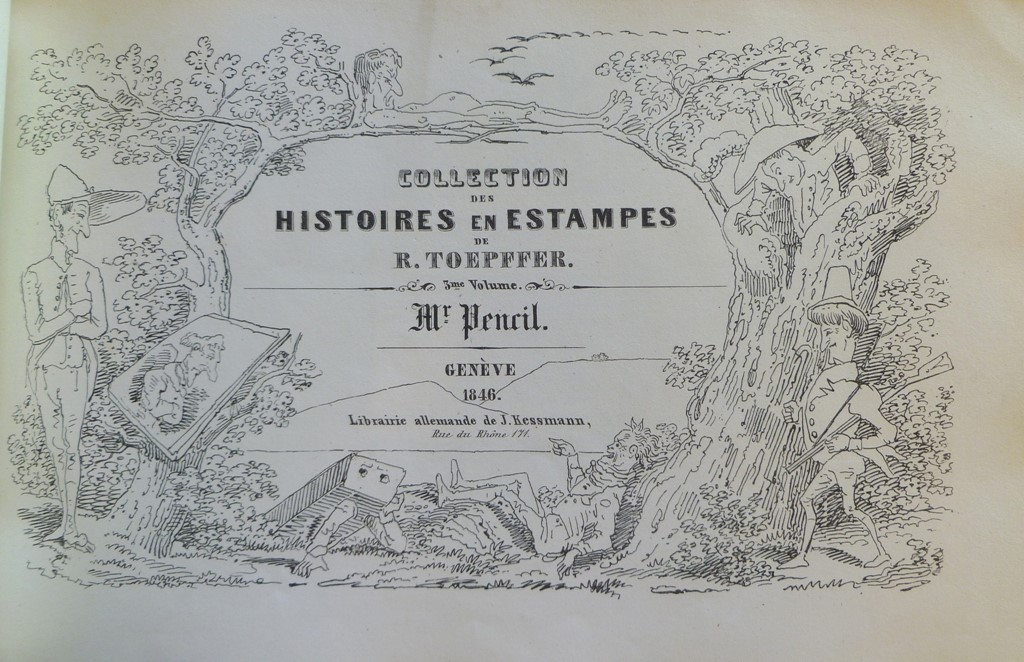 COLLECTION
DES
HISTOIRES EN ESTAMPES
DE
R. TOEPFFER.
3me Volume.
Mr Pencil.
GENÈVE
1846.
Librairie allemande de J. Kessmann,
Rue du Rhône 171.